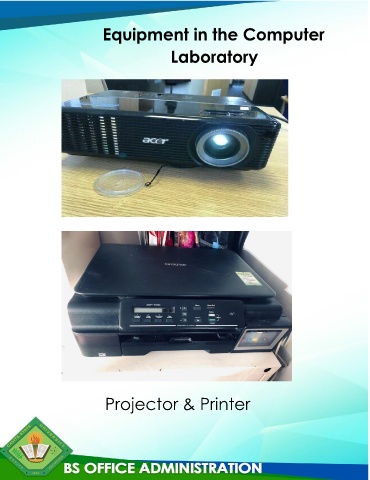 Equipment in the Computer
Laboratory
acer
Projector & Printer
BS OFFICE ADMINISTRATION